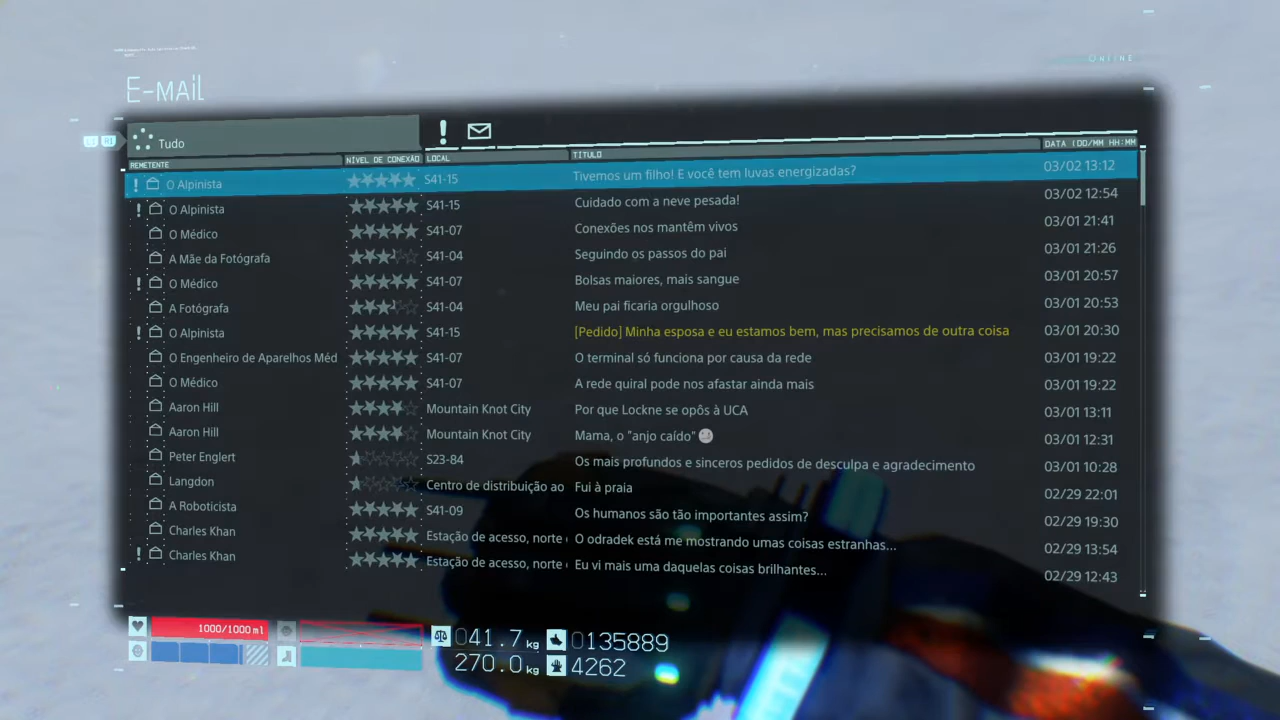 ONLINE
E-MAIL
L1 R1 Tudo
REMETENTE NÍVEL DE CONEXÃO LOCAL TÍTULO DATA (DD/MM HH:MM
! O Alpinista S41-15 Tivemos um filho! E você tem luvas energizadas? 03/02 13:12
! O Alpinista S41-15 Cuidado com a neve pesada! 03/02 12:54
O Médico S41-07 Conexões nos mantêm vivos 03/01 21:41
A Mãe da Fotógrafa S41-04 Seguindo os passos do pai 03/01 21:26
! O Médico S41-07 Bolsas maiores, mais sangue 03/01 20:57
A Fotógrafa S41-04 Meu pai ficaria orgulhoso 03/01 20:53
! O Alpinista S41-15 [Pedido] Minha esposa e eu estamos bem, mas precisamos de outra coisa 03/01 20:30
O Engenheiro de Aparelhos Méd S41-07 O terminal só funciona por causa da rede 03/01 19:22
O Médico S41-07 A rede quiral pode nos afastar ainda mais 03/01 19:22
Aaron Hill Mountain Knot City Por que Lockne se opôs à UCA 03/01 13:11
Aaron Hill Mountain Knot City Mama, o "anjo caído" 03/01 12:31
Peter Englert S23-84 Os mais profundos e sinceros pedidos de desculpa e agradecimento 03/01 10:28
Langdon Centro de distribuição ao Fui à praia 02/29 22:01
A Roboticista S41-09 Os humanos são tão importantes assim? 02/29 19:30
Charles Khan Estação de acesso, norte O odradek está me mostrando umas coisas estranhas... 02/29 13:54
! Charles Khan Estação de acesso, norte Eu vi mais uma daquelas coisas brilhantes... 02/29 12:43
1000/1000 ml 041.7 kg 0135889
270.0 kg 4262